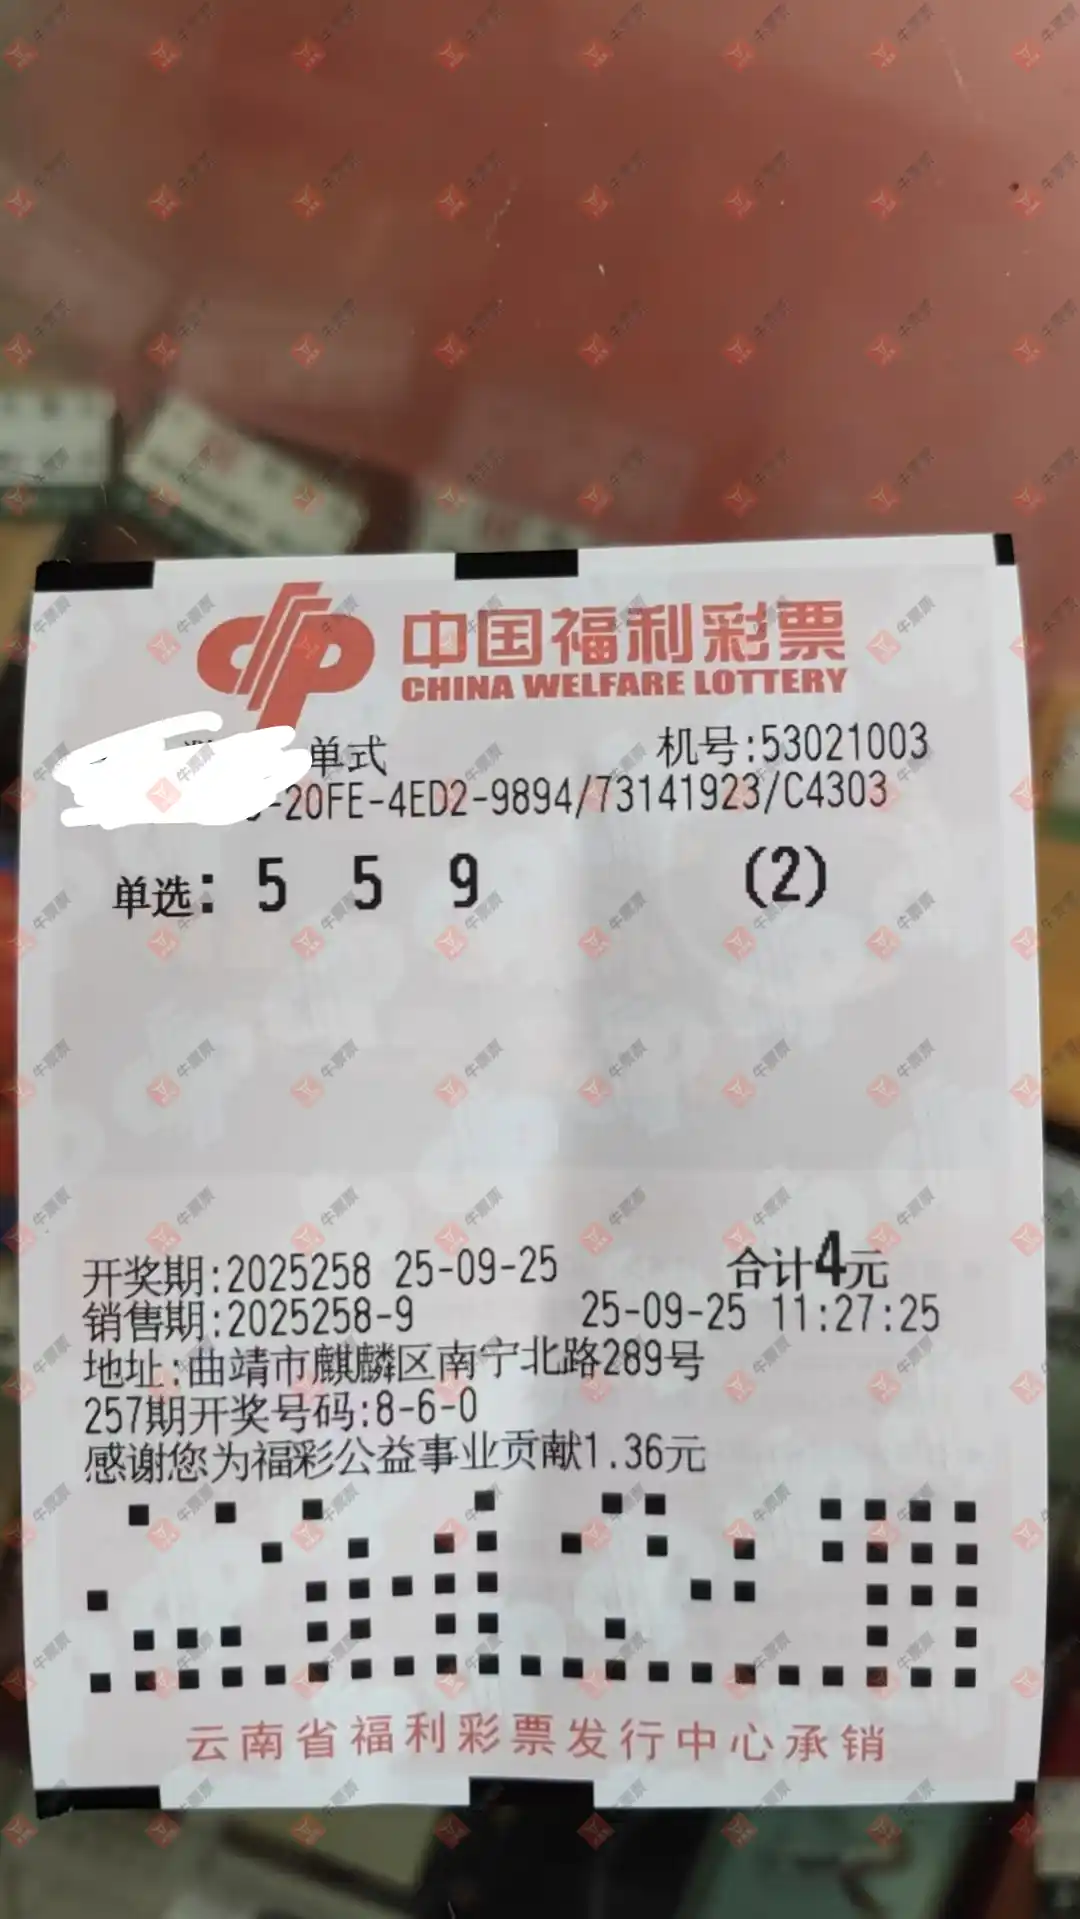 中国福利彩票
CHINA WELFARE LOTTERY
单式 机号:53021003
-20FE-4ED2-9894/73141923/C4303
单选: 5 5 9 (2)
开奖期:2025258 25-09-25 合计4元
销售期:2025258-9 25-09-25 11:27:25
地址:曲靖市麒麟区南宁北路289号
257期开奖号码:8-6-0
感谢您为福彩公益事业贡献1.36元
云南省福利彩票发行中心承销
牛票票